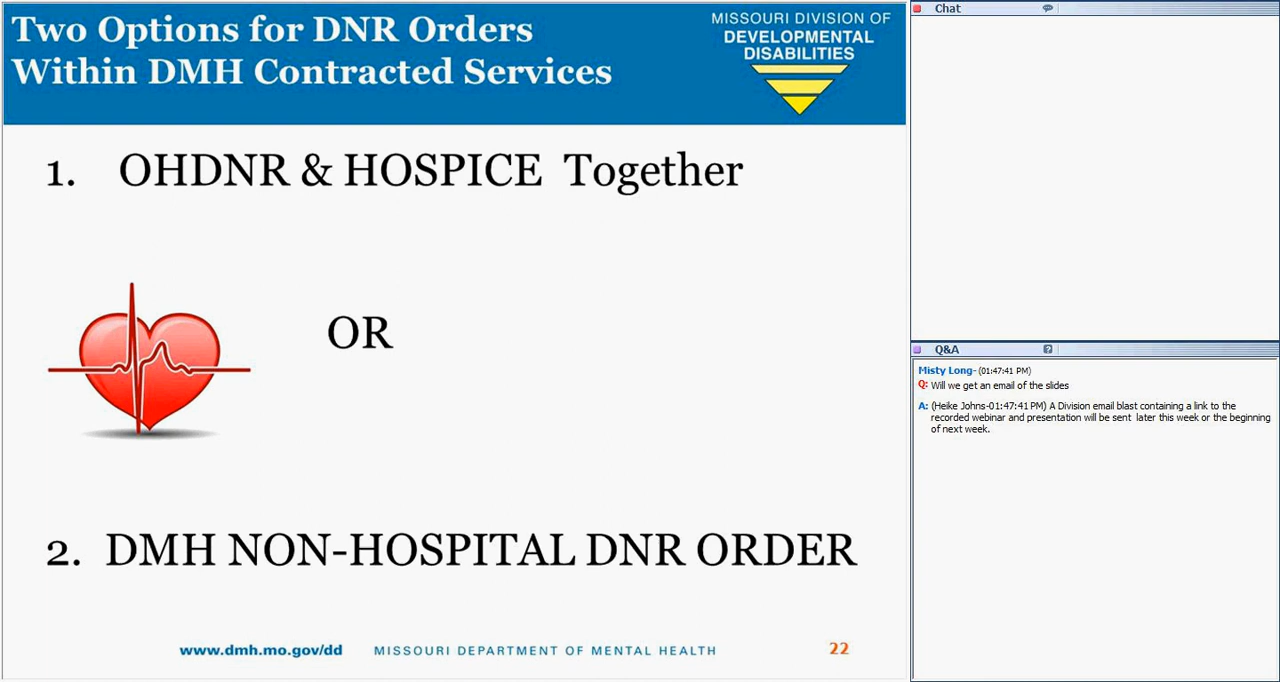 Two Options for DNR Orders
Within DMH Contracted Services
MISSOURI DIVISION OF
DEVELOPMENTAL
DISABILITIES
1. OHDNR & HOSPICE Together
OR
2. DMH NON-HOSPITAL DNR ORDER
www.dmh.mo.gov/dd MISSOURI DEPARTMENT OF MENTAL HEALTH 22
Chat
Q&A
Misty Long- (01:47:41 PM)
Q: Will we get an email of the slides
A: (Heike Johns-01:47:41 PM) A Division email blast containing a link to the
recorded webinar and presentation will be sent later this week or the beginning
of next week.